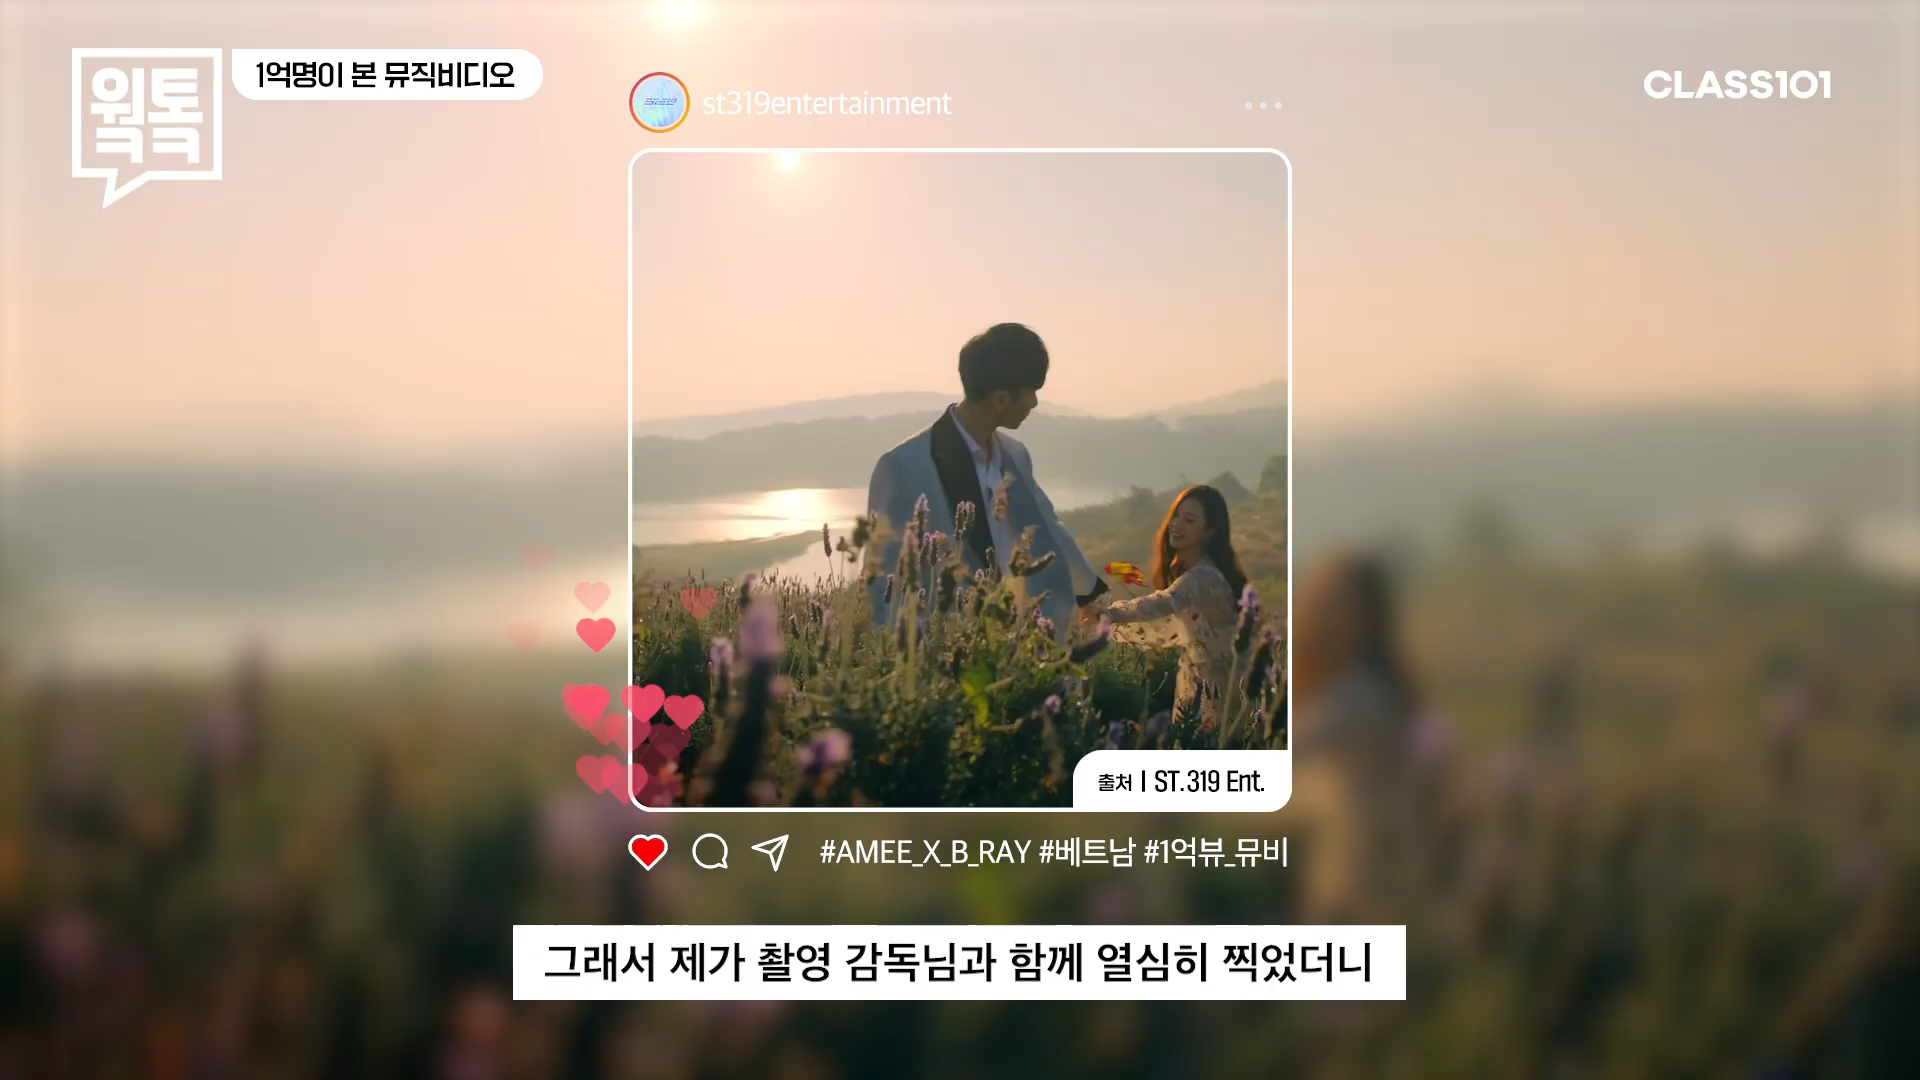 워크
토크
1억명이 본 뮤직비디오
CLASS101
st319entertainment
출처 | ST.319 Ent.
#AMEE_X_B_RAY #베트남 #1억뷰_뮤비
그래서 제가 촬영 감독님과 함께 열심히 찍었더니